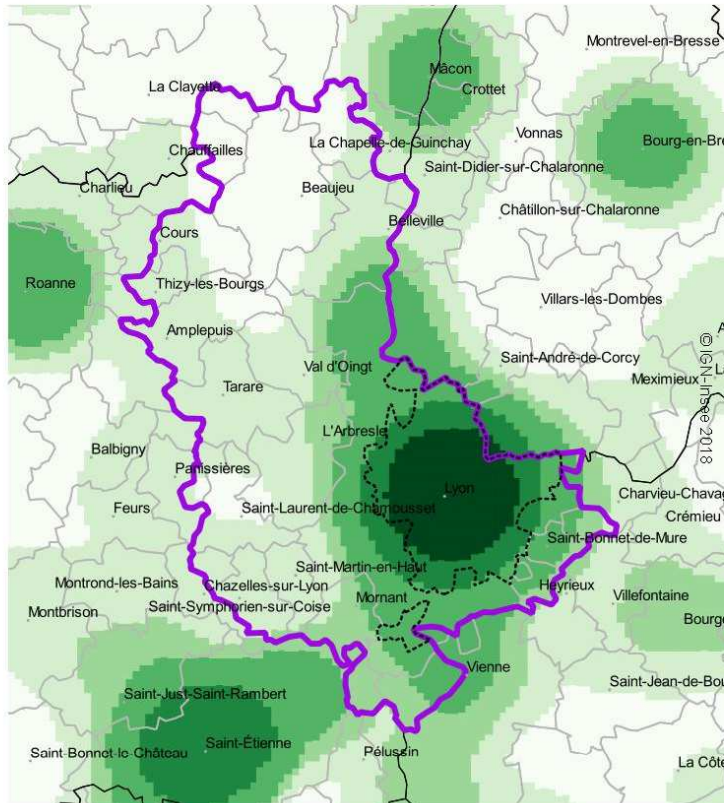 Montrevel-en-Bresse
Mâcon
La Clayette
Crottet
Vonnas
Bourg-en-Bre
La Chapelle-de-Guinchay
Chauffailles
Saint-Didier-sur-Chalaronne
Charlieu
Beaujeu
Châtillon-sur-Chalaronne
Belleville
Cours
Roanne
Thizy-les-Bourgs
Villars-les-Dombes
Amplepuis
A
Saint-André-de-Corcy
Val d'Oingt
La
Meximieux
Tarare
© IGN-Insee 2018
L'Arbresle
Balbigny
Panissières
Lyon
Charvieu-Chavag
Feurs
Saint-Laurent-de-Chamousset
Crémieu
Saint-Bonnet-de-Mure
Saint-Martin-en-Haut
Montrond-les-Bains
Chazelles-sur-Lyon
Heyrieux
Mornant
Villefontaine
Saint-Symphorien-sur-Coise
Montbrison
Bourgo
Vienne
Saint-Jean-de-Bou
Saint-Just-Saint-Rambert
Saint-Étienne
Saint-Bonnet-le-Château
Pélussin
La Côte